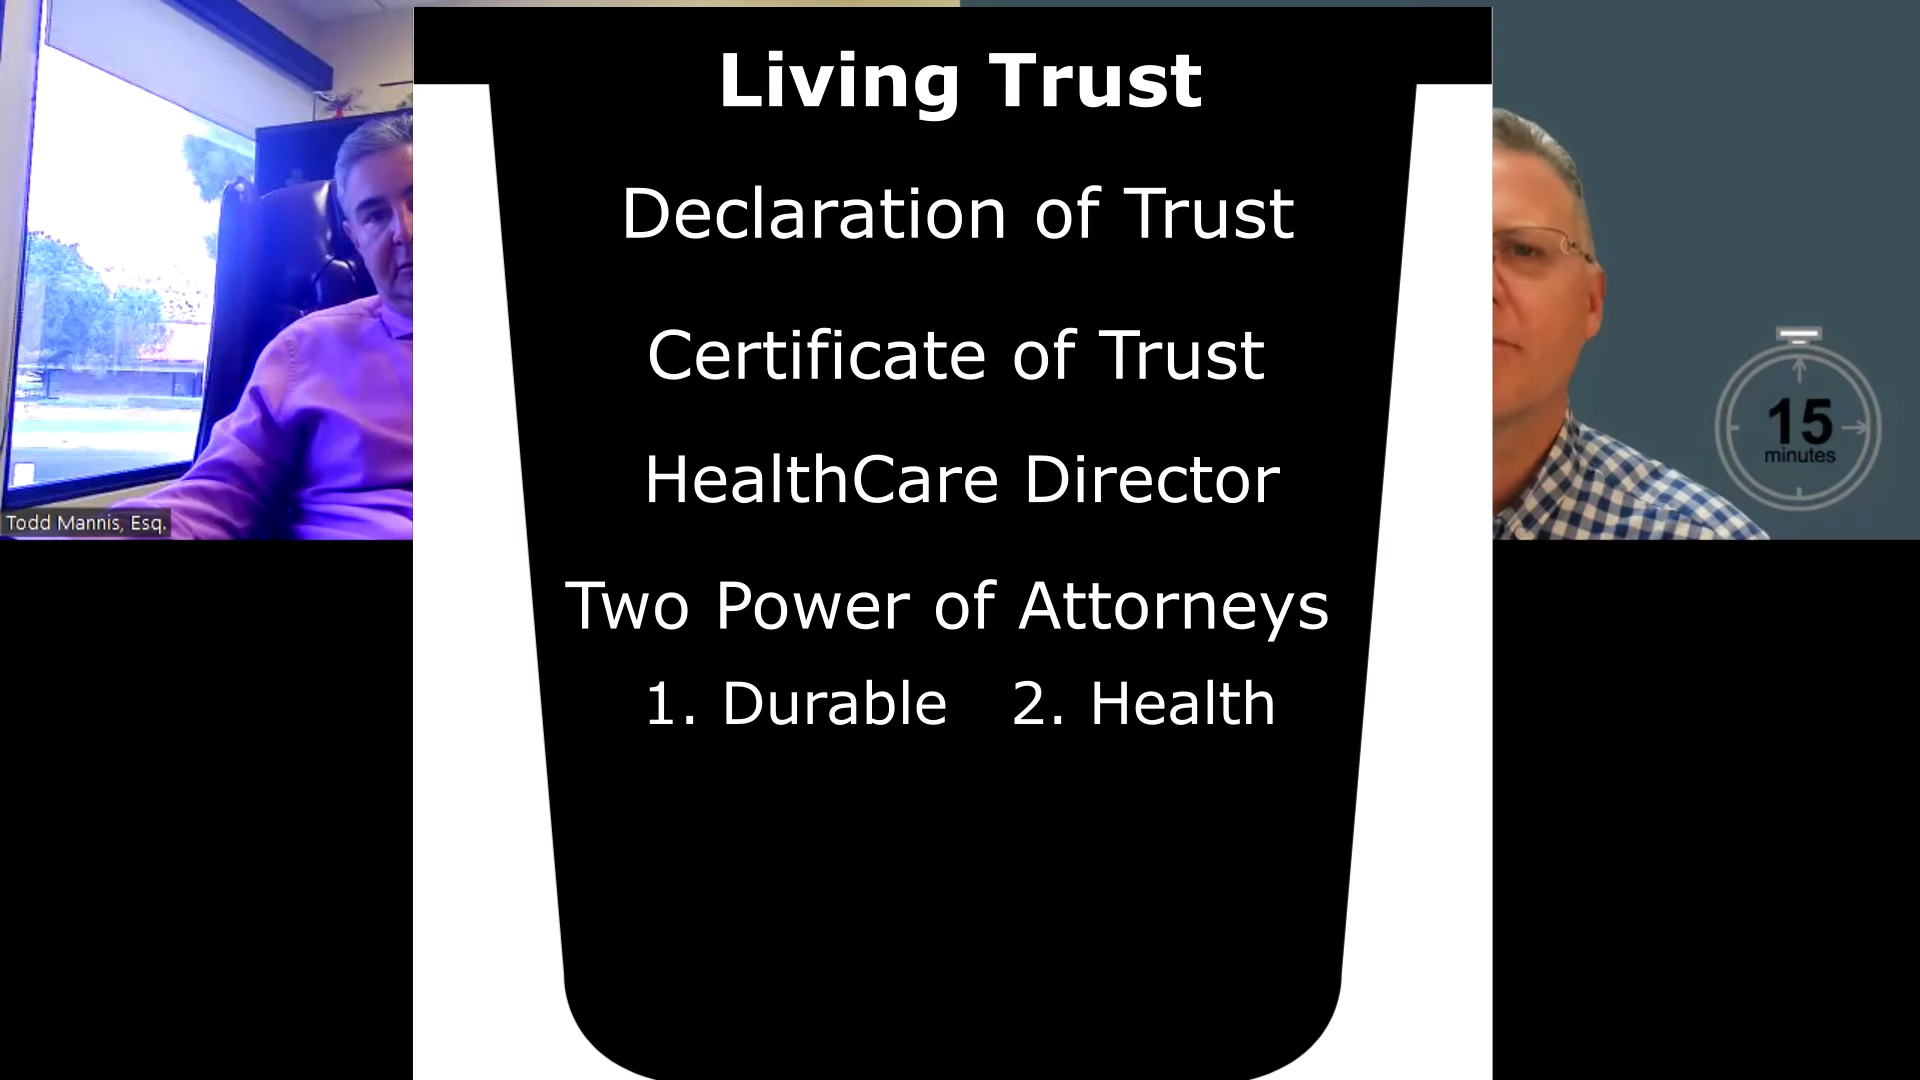 Living Trust
Declaration of Trust
Certificate of Trust
HealthCare Director
Two Power of Attorneys
1. Durable 2. Health
Todd Mannis, Esq.
15
minutes